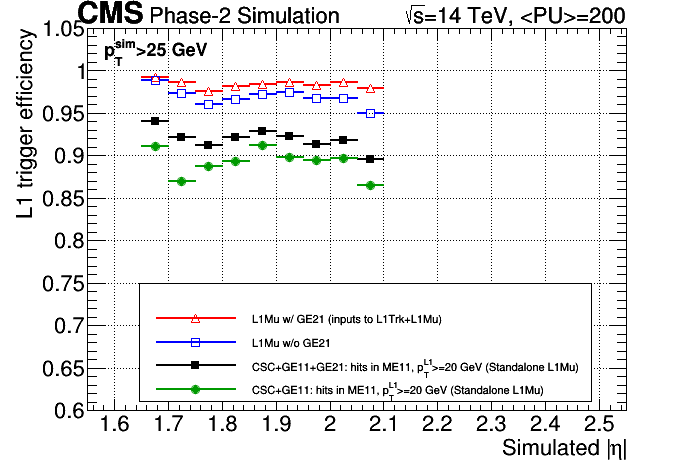 CMS Phase-2 Simulation √s=14 TeV, <PU>=200
L1 trigger efficiency
1.05
1
0.95
0.9
0.85
0.8
0.75
0.7
0.65
0.6
p_T^sim>25 GeV
L1Mu w/ GE21 (inputs to L1Trk+L1Mu)
L1Mu w/o GE21
CSC+GE11+GE21: hits in ME11, p_T^L1>=20 GeV (Standalone L1Mu)
CSC+GE11: hits in ME11, p_T^L1>=20 GeV (Standalone L1Mu)
1.6 1.7 1.8 1.9 2 2.1 2.2 2.3 2.4 2.5
Simulated |η|